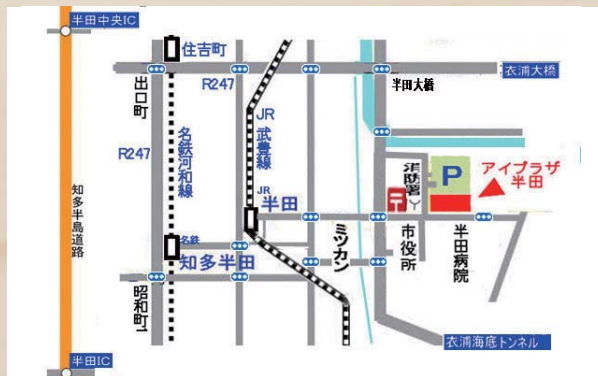 半田中央IC
住吉町
衣浦大橋
R247
半田大橋
出口町
JR
武豊線
名鉄河和線
R247
消防署
P
アイプラザ
半田
知多半島道路
JR
半田
〒
ミツカン
市役所
半田病院
名鉄
知多半田
昭和町1
衣浦海底トンネル
半田IC